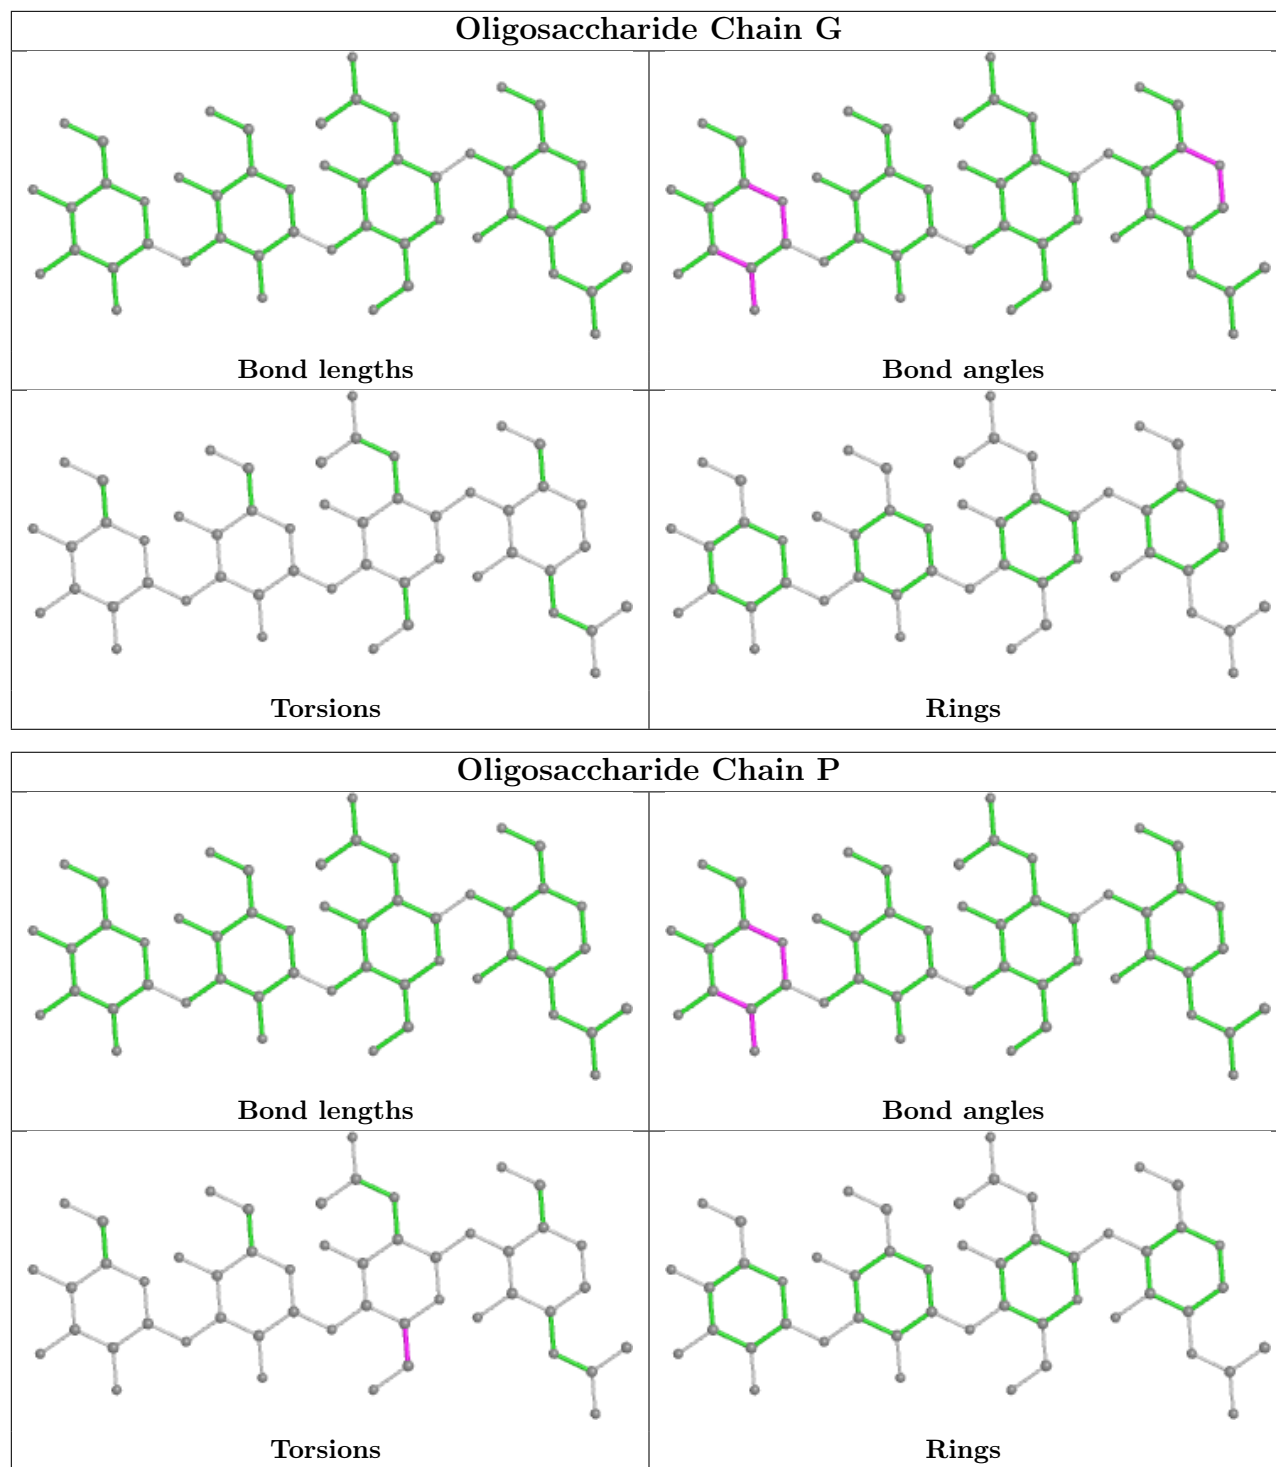 Oligosaccharide Chain G
Bond lengths
Bond angles
Torsions
Rings
Oligosaccharide Chain P
Bond lengths
Bond angles
Torsions
Rings